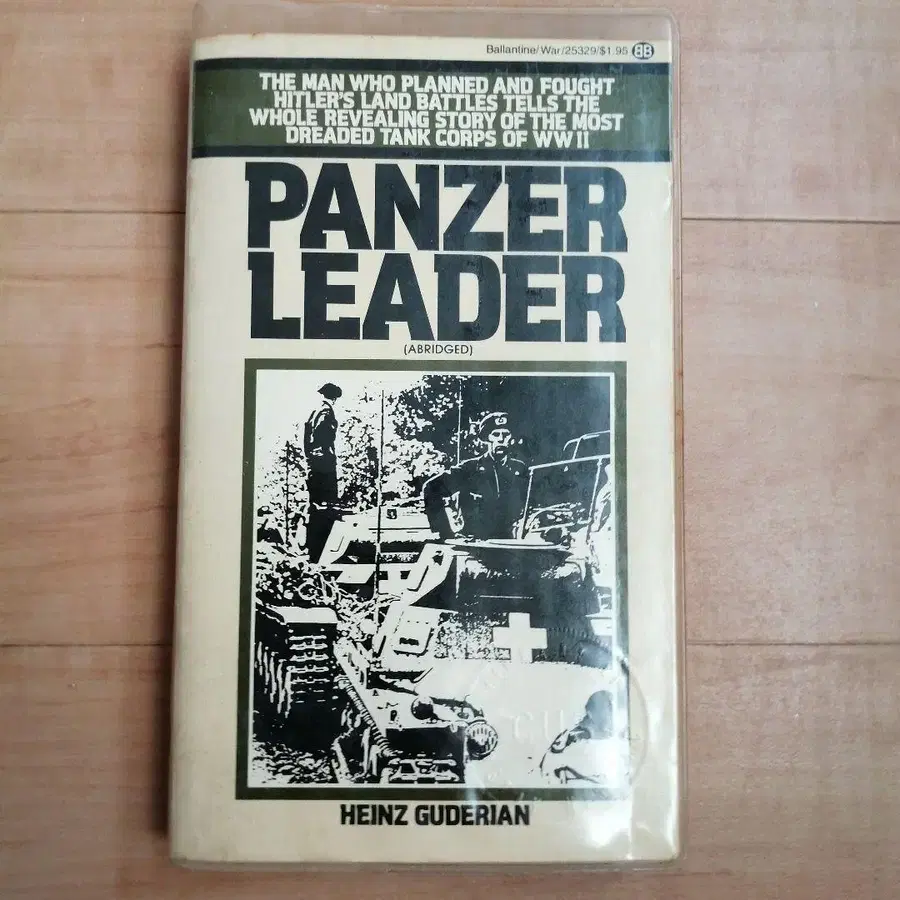 Ballantine/War/25329/$1.95 BB
THE MAN WHO PLANNED AND FOUGHT
HITLER'S LAND BATTLES TELLS THE
WHOLE REVEALING STORY OF THE MOST
DREADED TANK CORPS OF WW II
PANZER
LEADER
(ABRIDGED)
HEINZ GUDERIAN